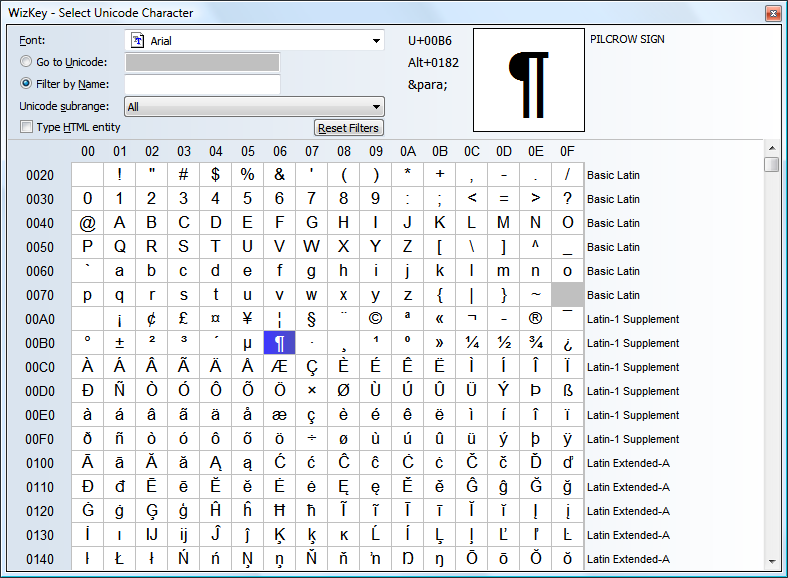 WizKey - Select Unicode Character
Font: Arial
Go to Unicode:
Filter by Name:
Unicode subrange: All
Type HTML entity
Reset Filters
U+00B6
Alt+0182
&para;
¶
PILCROW SIGN
00 01 02 03 04 05 06 07 08 09 0A 0B 0C 0D 0E 0F
0020 ! " # $ % & ' ( ) * + , - . / Basic Latin
0030 0 1 2 3 4 5 6 7 8 9 : ; < = > ? Basic Latin
0040 @ A B C D E F G H I J K L M N O Basic Latin
0050 P Q R S T U V W X Y Z [ \ ] ^ _ Basic Latin
0060 ` a b c d e f g h i j k l m n o Basic Latin
0070 p q r s t u v w x y z { | } ~ Basic Latin
00A0 ¡ ¢ £ ¤ ¥ ¦ § ¨ © ª « ¬ - ® ¯ Latin-1 Supplement
00B0 ° ± ² ³ ´ µ ¶ · ¸ ¹ º » ¼ ½ ¾ ¿ Latin-1 Supplement
00C0 À Á Â Ã Ä Å Æ Ç È É Ê Ë Ì Í Î Ï Latin-1 Supplement
00D0 Ð Ñ Ò Ó Ô Õ Ö × Ø Ù Ú Û Ü Ý Þ ß Latin-1 Supplement
00E0 à á â ã ä å æ ç è é ê ë ì í î ï Latin-1 Supplement
00F0 ð ñ ò ó ô õ ö ÷ ø ù ú û ü ý þ ÿ Latin-1 Supplement
0100 Ā ā Ă ă Ą ą Ć ć Ĉ ĉ Ċ ċ Č č Ď ď Latin Extended-A
0110 Đ đ Ē ē Ĕ ĕ Ė ė Ę ę Ě ě Ĝ ĝ Ğ ğ Latin Extended-A
0120 Ġ ġ Ģ ģ Ĥ ĥ Ħ ħ Ĩ ĩ Ī ī Ĭ ĭ Į į Latin Extended-A
0130 İ ı Ĳ ĳ Ĵ ĵ Ķ ķ ĸ Ĺ ĺ Ļ ļ Ľ ľ Ŀ Latin Extended-A
0140 ŀ Ł ł Ń ń Ņ ņ Ň ň ŉ Ŋ ŋ Ō ō Ŏ ŏ Latin Extended-A